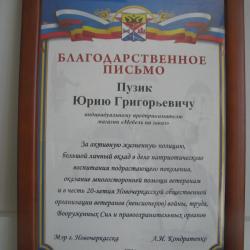 БЛАГОДАРСТВЕННОЕ
ПИСЬМО
Пузик
Юрию Григорьевичу
индивидуальному предпринимателю
магазин «Мебель на заказ»
За активную жизненную позицию,
большой личный вклад в дело патриотического
воспитания подрастающего поколения,
оказание многосторонней помощи ветеранам
и в честь 20-летия Новочеркасской общественной
организации ветеранов (пенсионеров) войны, труда,
Вооруженных Сил и правоохранительных органов
Мэр г. Новочеркасска А.И. Кондратенко